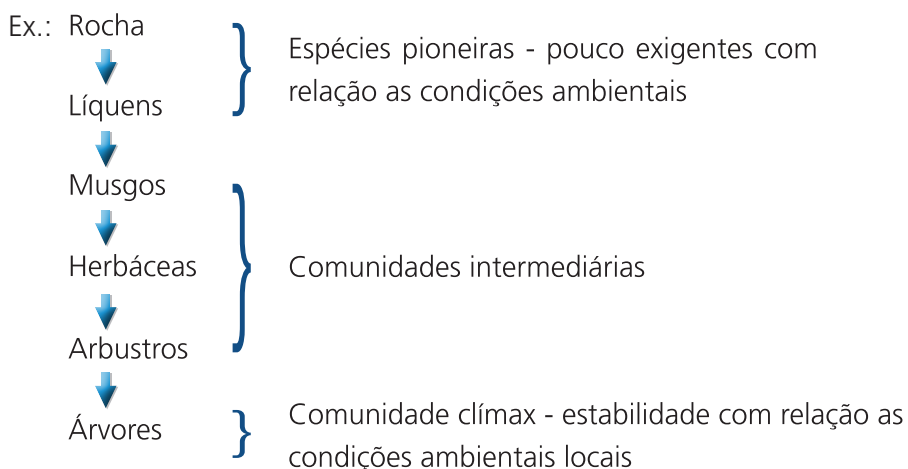 Ex.: Rocha
Espécies pioneiras - pouco exigentes com
relação as condições ambientais
Líquens
Musgos
Herbáceas
Comunidades intermediárias
Arbustros
Árvores
Comunidade clímax - estabilidade com relação as
condições ambientais locais